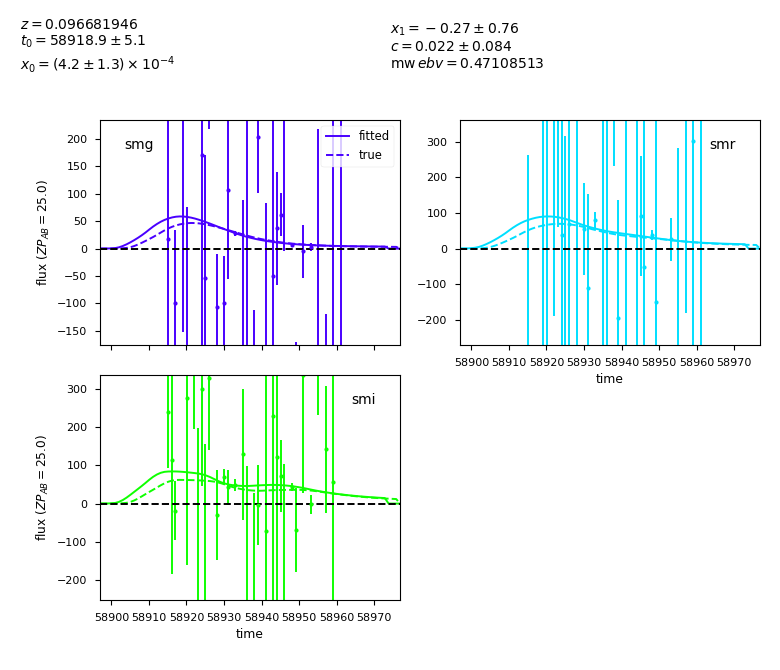 z = 0.096681946
t₀ = 58918.9 ± 5.1
x₀ = (4.2 ± 1.3) × 10⁻⁴
x₁ = −0.27 ± 0.76
c = 0.022 ± 0.084
mw ebv = 0.47108513
smg
fitted
true
200
150
100
50
0
−50
−100
−150
flux (ZP_AB = 25.0)
smr
300
200
100
0
−100
−200
58900 58910 58920 58930 58940 58950 58960 58970
time
smi
300
200
100
0
−100
−200
flux (ZP_AB = 25.0)
58900 58910 58920 58930 58940 58950 58960 58970
time